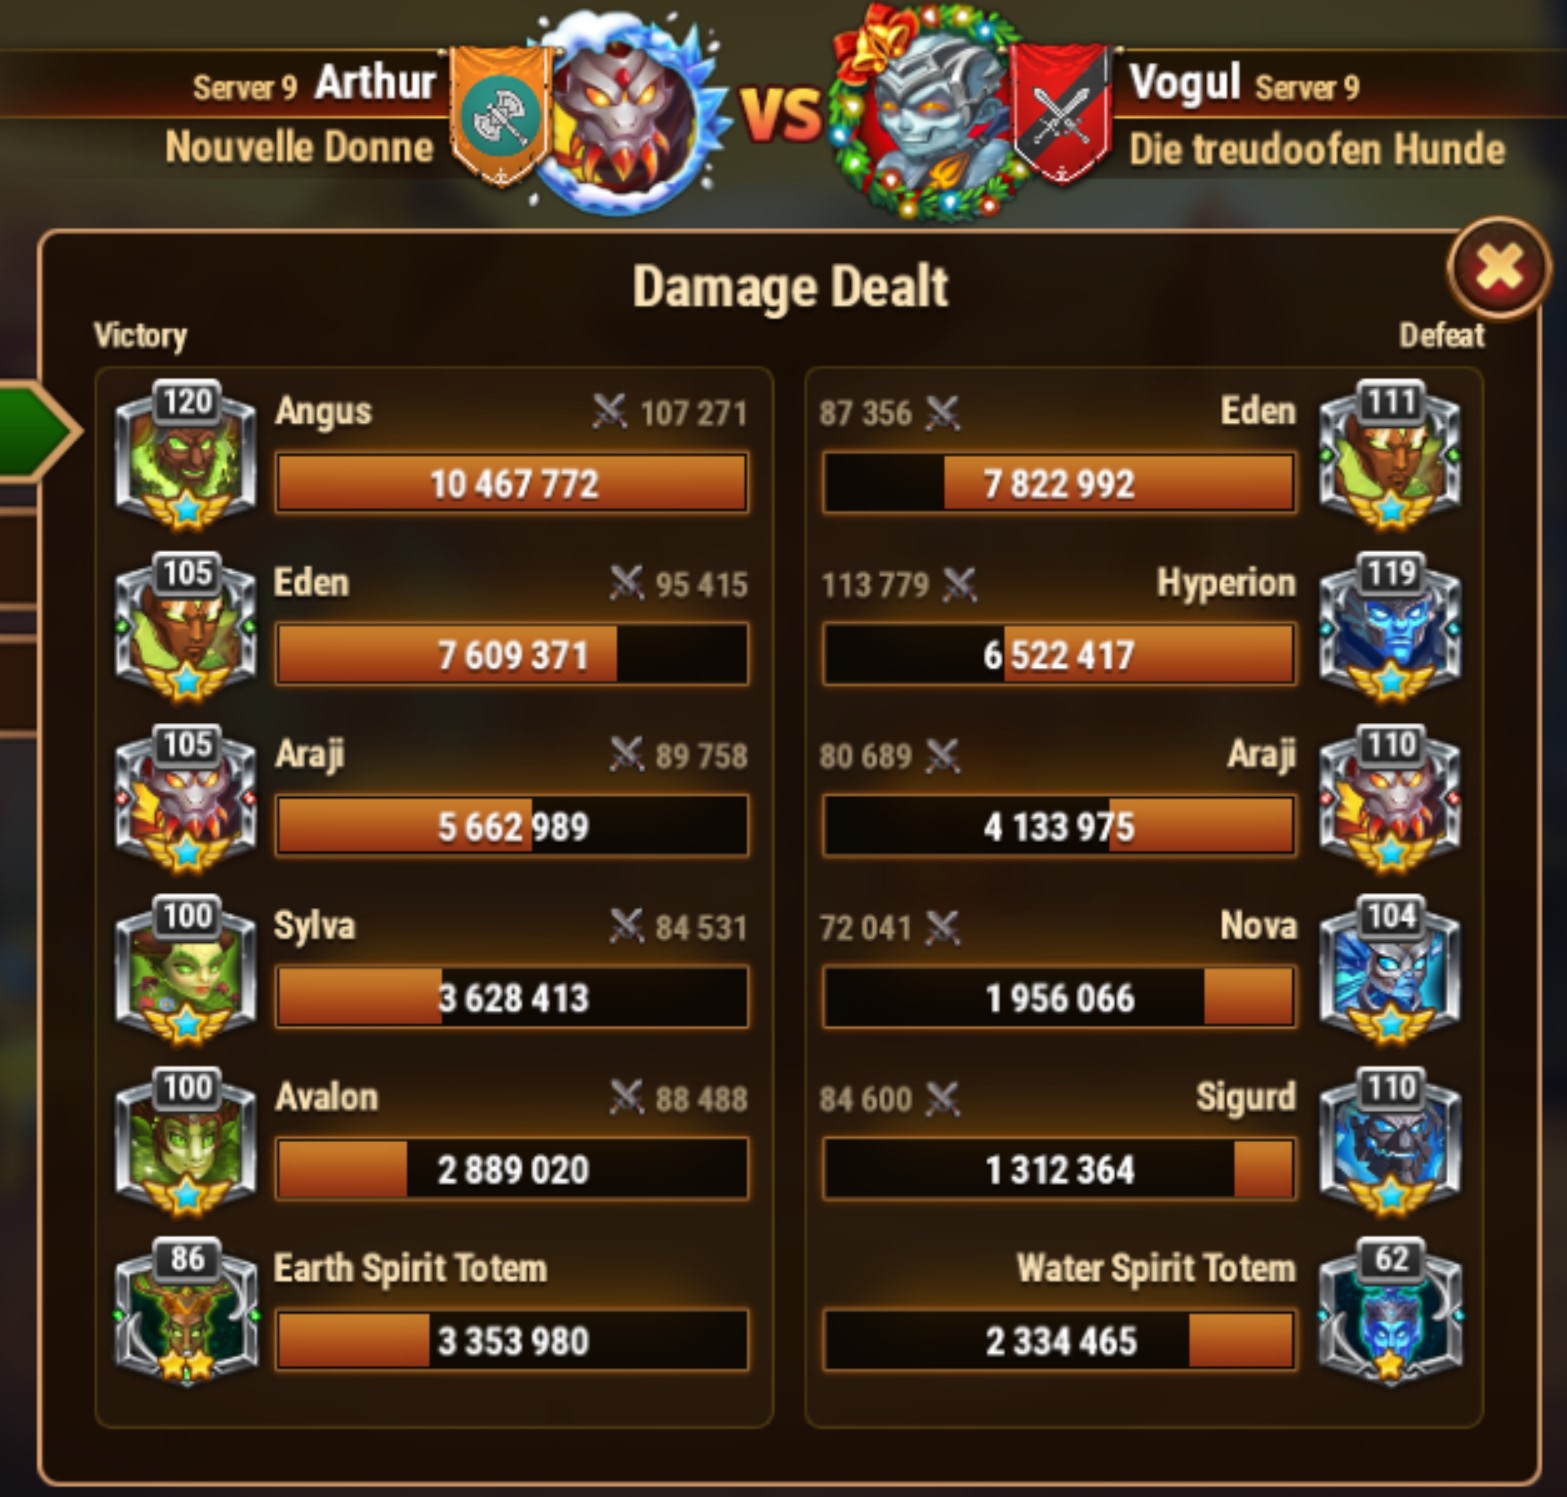 Server 9 Arthur
Nouvelle Donne
VS
Vogul Server 9
Die treudoofen Hunde
Damage Dealt
Victory
Defeat
120 Angus 107 271
10 467 772
105 Eden 95 415
7 609 371
105 Araji 89 758
5 662 989
100 Sylva 84 531
3 628 413
100 Avalon 88 488
2 889 020
86 Earth Spirit Totem
3 353 980
87 356 Eden 111
7 822 992
113 779 Hyperion 119
6 522 417
80 689 Araji 110
4 133 975
72 041 Nova 104
1 956 066
84 600 Sigurd 110
1 312 364
Water Spirit Totem 62
2 334 465